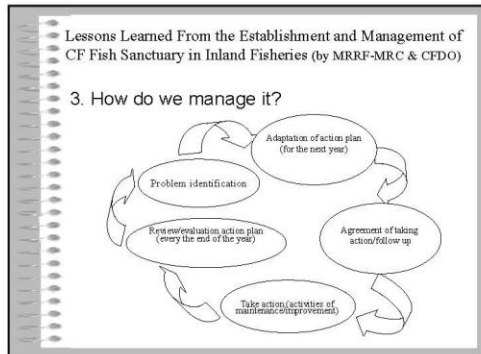 Lessons Learned From the Establishment and Management of
CF Fish Sanctuary in Inland Fisheries (by MRRF-MRC & CFDO)
3. How do we manage it?
Adaptation of action plan
(for the next year)
Problem identification
Review/evaluation action plan
(every the end of the year)
Agreement of taking
action/follow up
Take action,(activities of
maintenance/improvement)